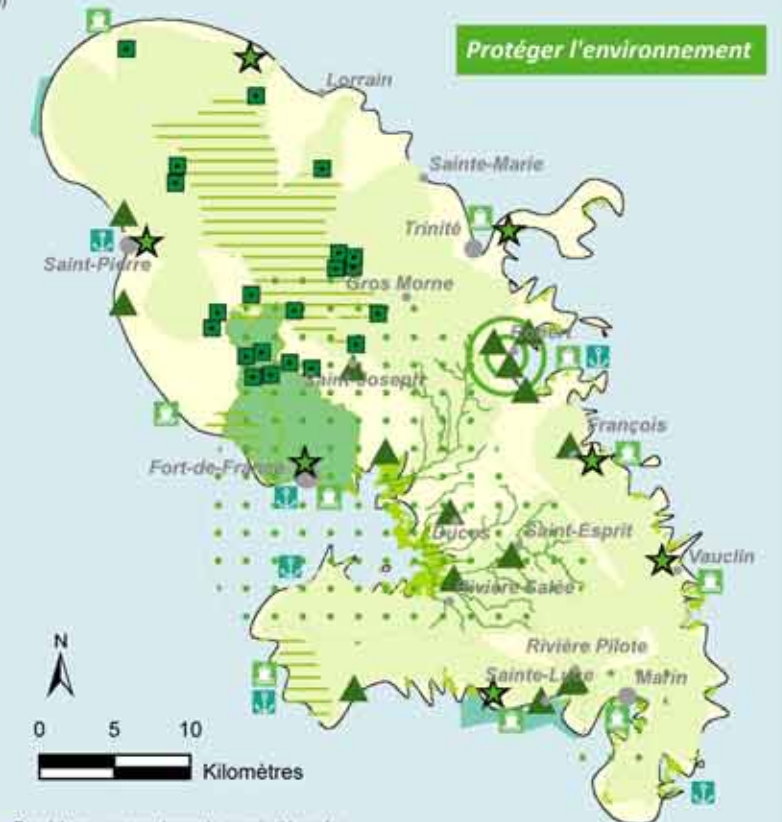 Protéger l'environnement
Lorrain
Sainte-Marie
Trinité
Saint-Pierre
Gros Morne
Robert
Saint-Joseph
François
Fort-de-France
Ducos
Saint-Esprit
Vauclin
Rivière Salée
Rivière Pilote
Sainte-Luce
Marin
N
0 5 10
Kilomètres